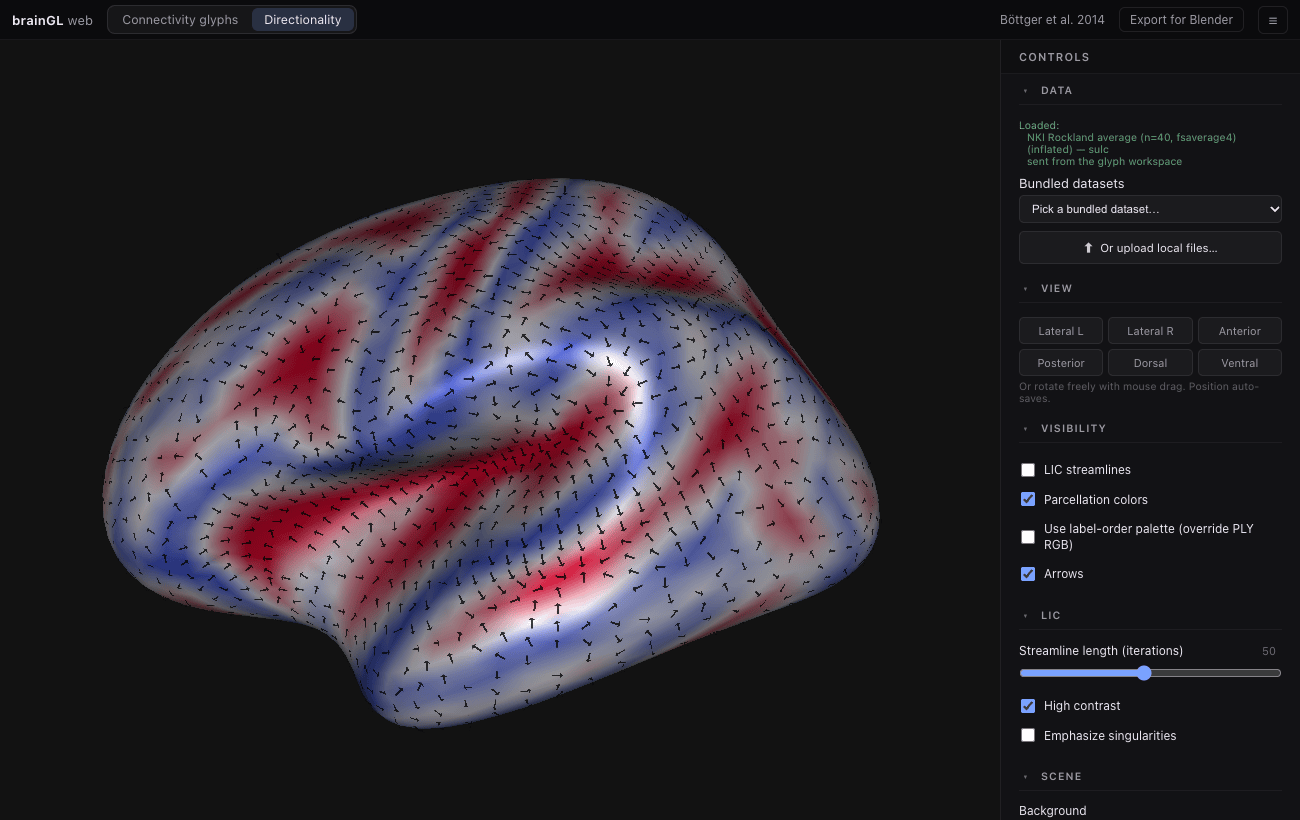 brainGL web
Connectivity glyphs
Directionality
Böttger et al. 2014
Export for Blender
CONTROLS
DATA
Loaded:
NKI Rockland average (n=40, fsaverage4)
(inflated) — sulc
sent from the glyph workspace
Bundled datasets
Pick a bundled dataset…
Or upload local files…
VIEW
Lateral L
Lateral R
Anterior
Posterior
Dorsal
Ventral
Or rotate freely with mouse drag. Position auto-
saves.
VISIBILITY
LIC streamlines
Parcellation colors
Use label-order palette (override PLY
RGB)
Arrows
LIC
Streamline length (iterations) 50
High contrast
Emphasize singularities
SCENE
Background